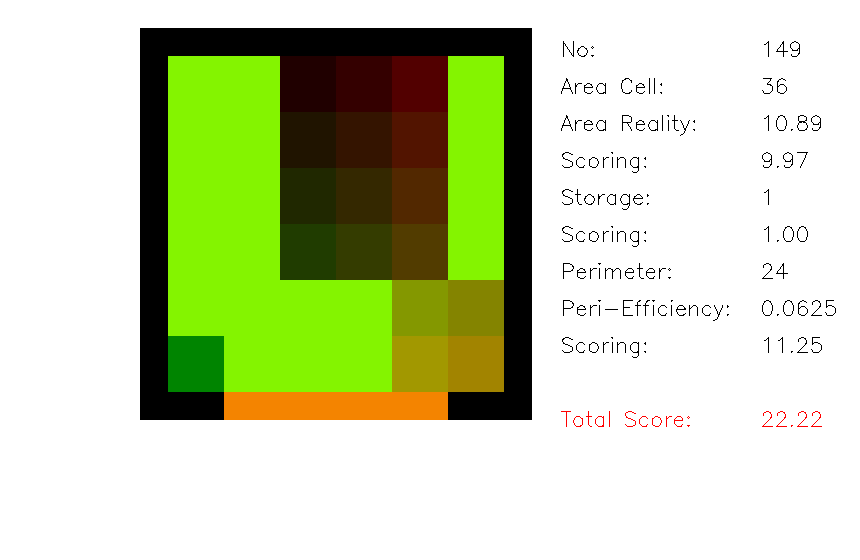 No: 149
Area Cell: 36
Area Reality: 10.89
Scoring: 9.97
Storage: 1
Scoring: 1.00
Perimeter: 24
Peri-Efficiency: 0.0625
Scoring: 11.25
Total Score: 22.22